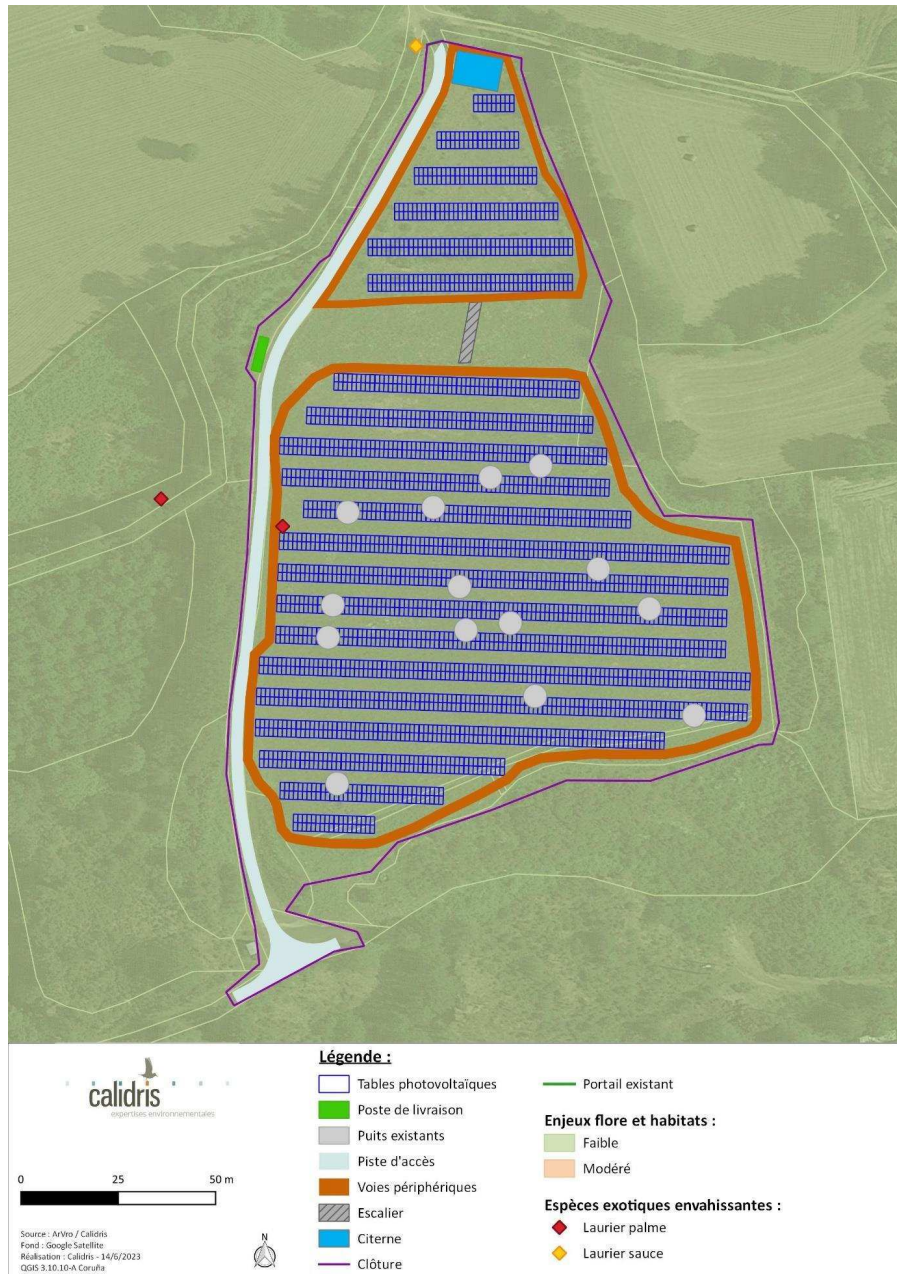 calidris
expertises environnementales
0 25 50 m
Source : ArVro / Calidris
Fond : Google Satellite
Réalisation : Calidris - 14/6/2023
QGIS 3.10.10-A Coruña
N
Légende :
Tables photovoltaïques
Poste de livraison
Puits existants
Piste d'accès
Voies périphériques
Escalier
Citerne
Clôture
Portail existant
Enjeux flore et habitats :
Faible
Modéré
Espèces exotiques envahissantes :
Laurier palme
Laurier sauce